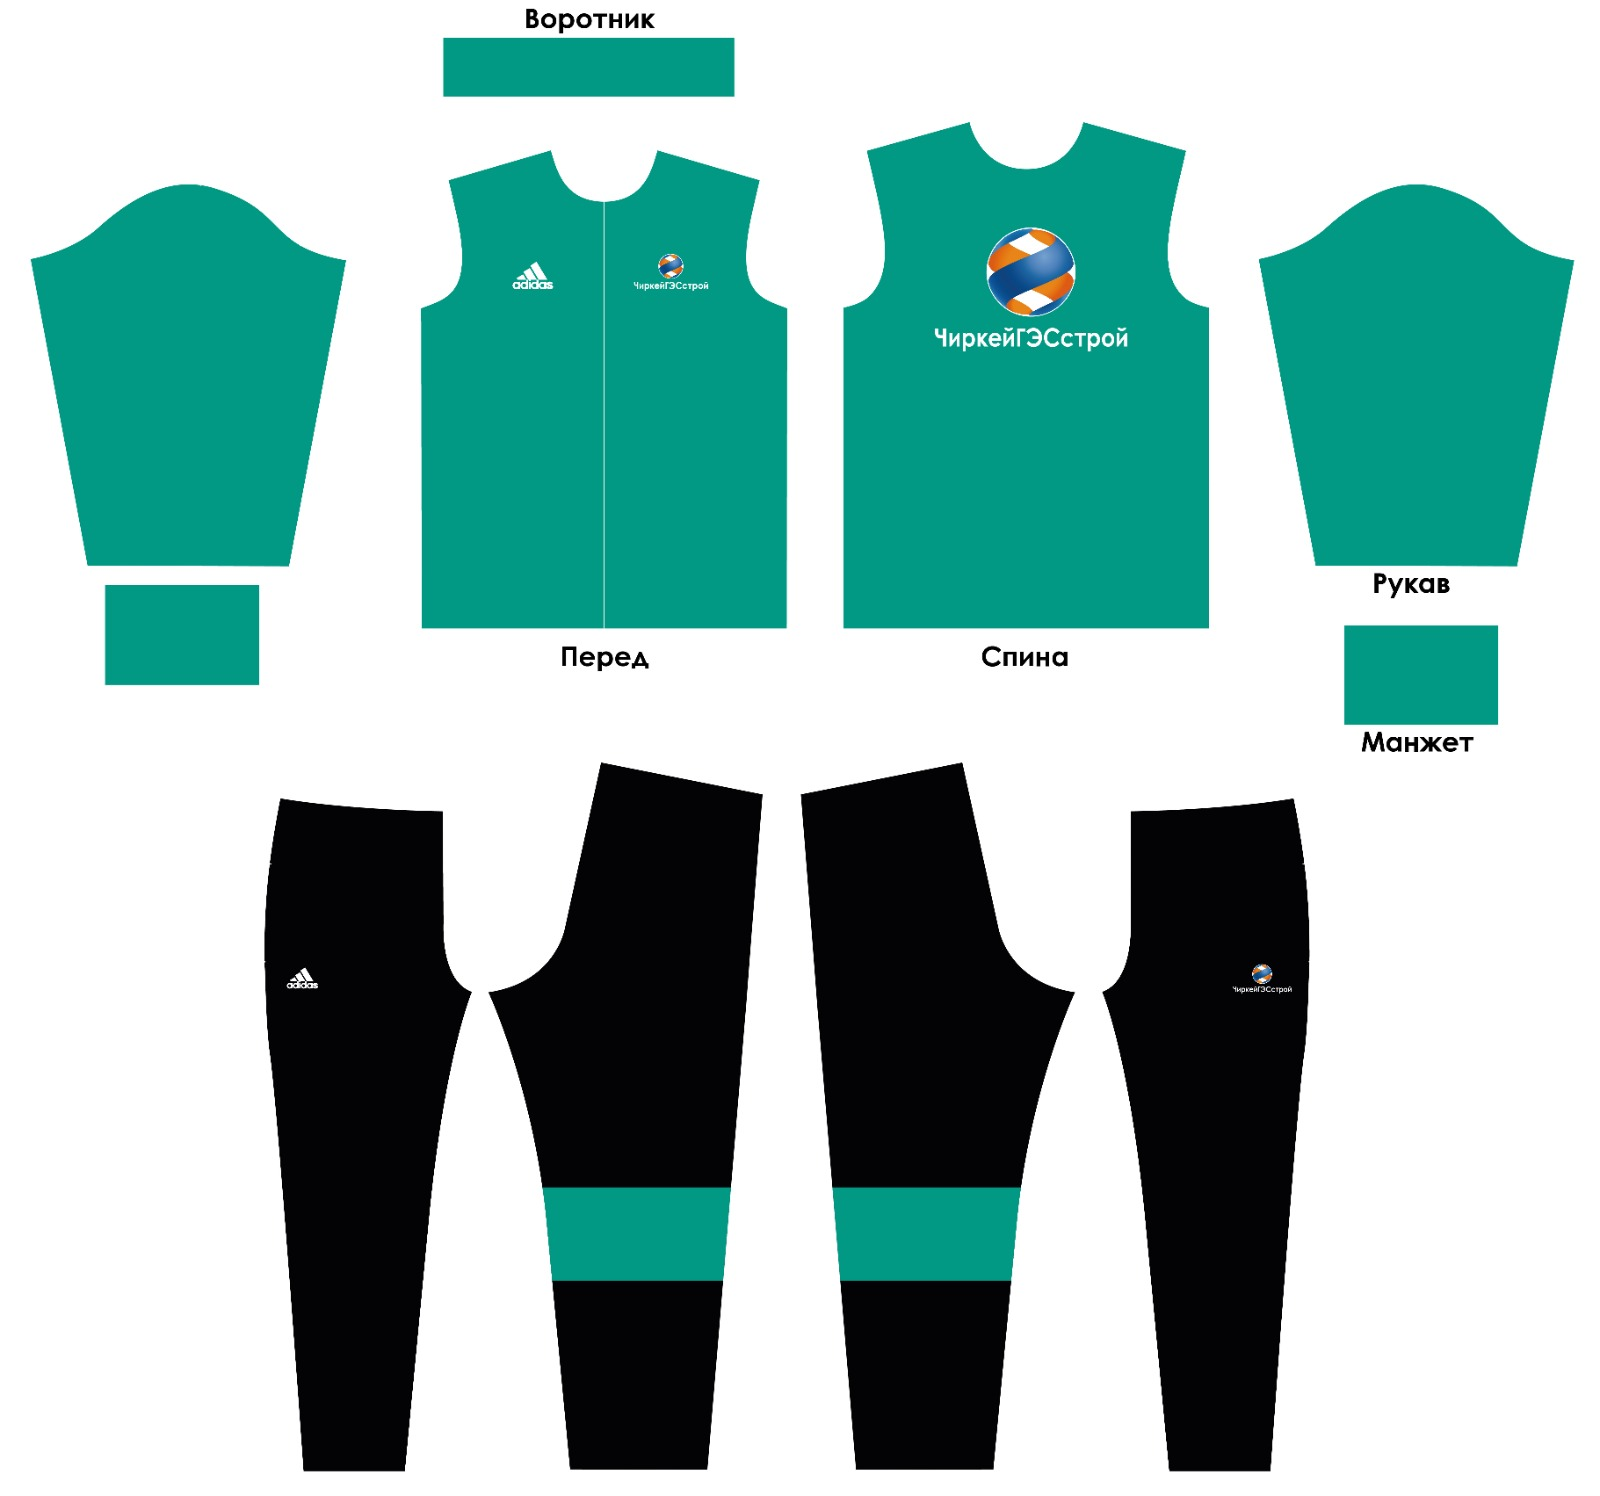 Воротник
adidas
ЧиркейГЭСстрой
ЧиркейГЭСстрой
Рукав
Перед
Спина
Манжет
adidas
ЧиркейГЭСстрой